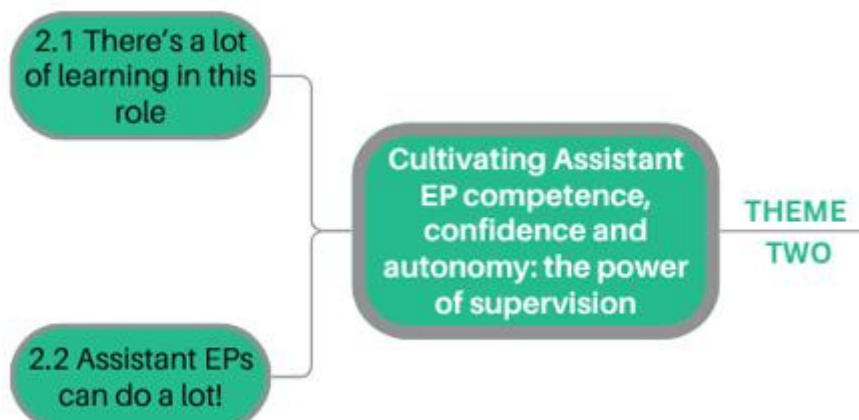 2.1 There's a lot
of learning in this
role
Cultivating Assistant
EP competence,
confidence and
autonomy: the power
of supervision
THEME
TWO
2.2 Assistant EPs
can do a lot!